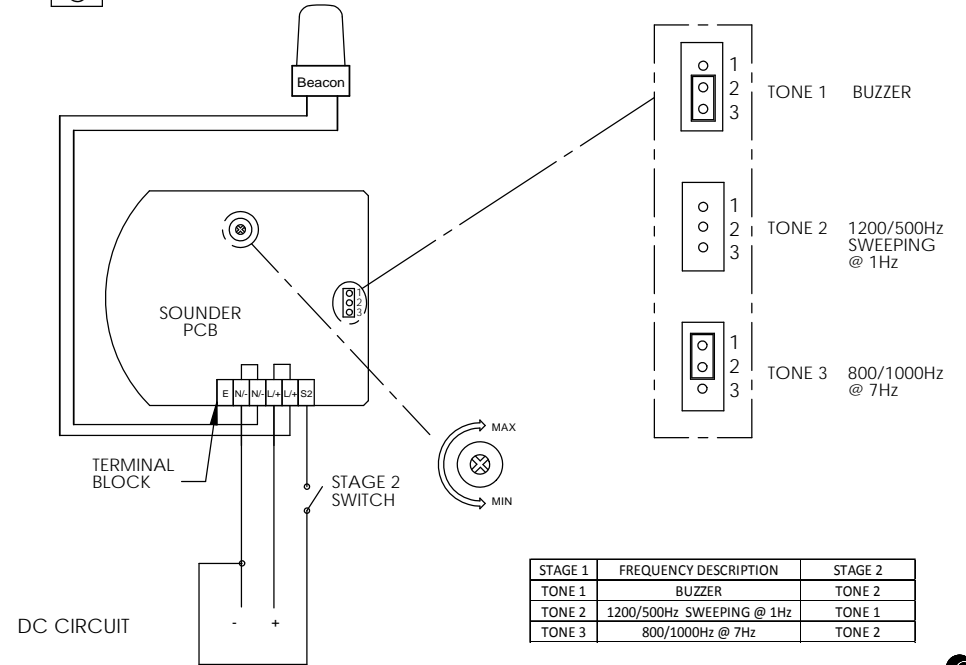 Beacon
1
2
3
TONE 1 BUZZER
1
2
3
TONE 2 1200/500Hz
SWEEPING
@ 1Hz
1
2
3
TONE 3 800/1000Hz
@ 7Hz
1
2
3
SOUNDER
PCB
E N/- N/- L/+ L/+ S2
MAX
MIN
TERMINAL
BLOCK
STAGE 2
SWITCH
DC CIRCUIT - +
STAGE 1 FREQUENCY DESCRIPTION STAGE 2
TONE 1 BUZZER TONE 2
TONE 2 1200/500Hz SWEEPING @ 1Hz TONE 1
TONE 3 800/1000Hz @ 7Hz TONE 2